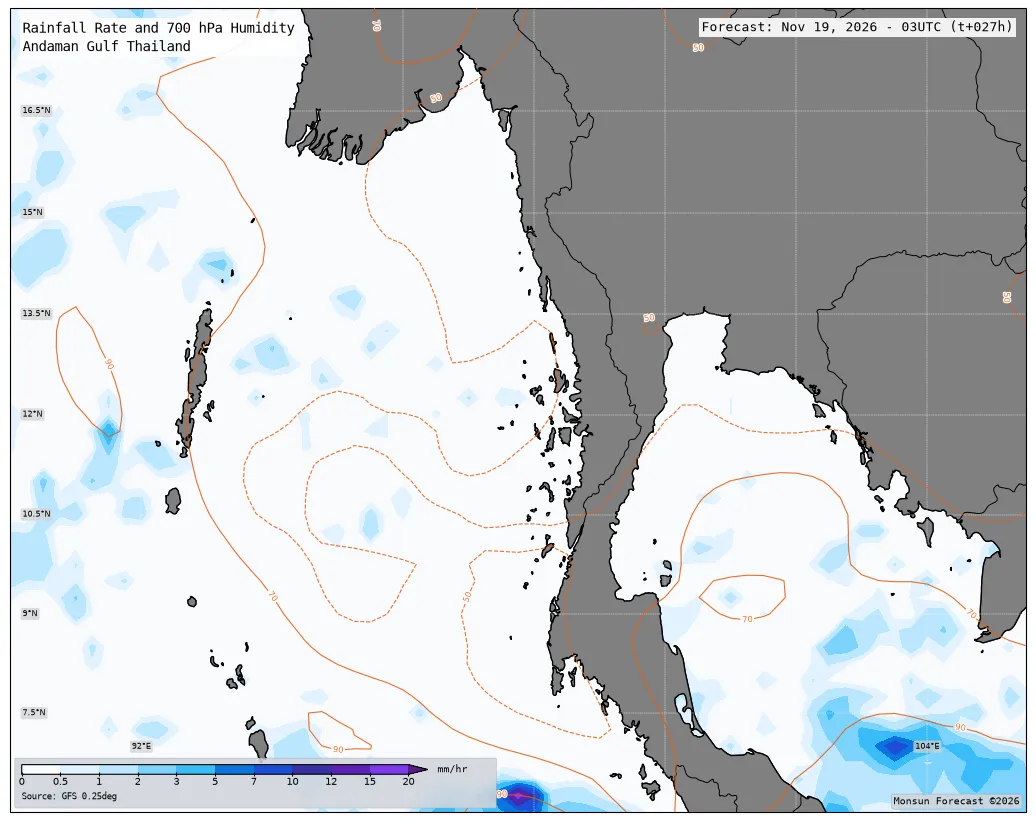 Rainfall Rate and 700 hPa Humidity
Andaman Gulf Thailand
Forecast: Nov 19, 2026 - 03UTC (t+027h)
70
50
50
16.5°N
15°N
50
13.5°N
50
90
12°N
10.5°N
9°N
70
50
70
70
7.5°N
92°E
90
90
104°E
90
0 0.5 1 2 3 5 7 10 12 15 20 mm/hr
Source: GFS 0.25deg
Monsun Forecast ©2026